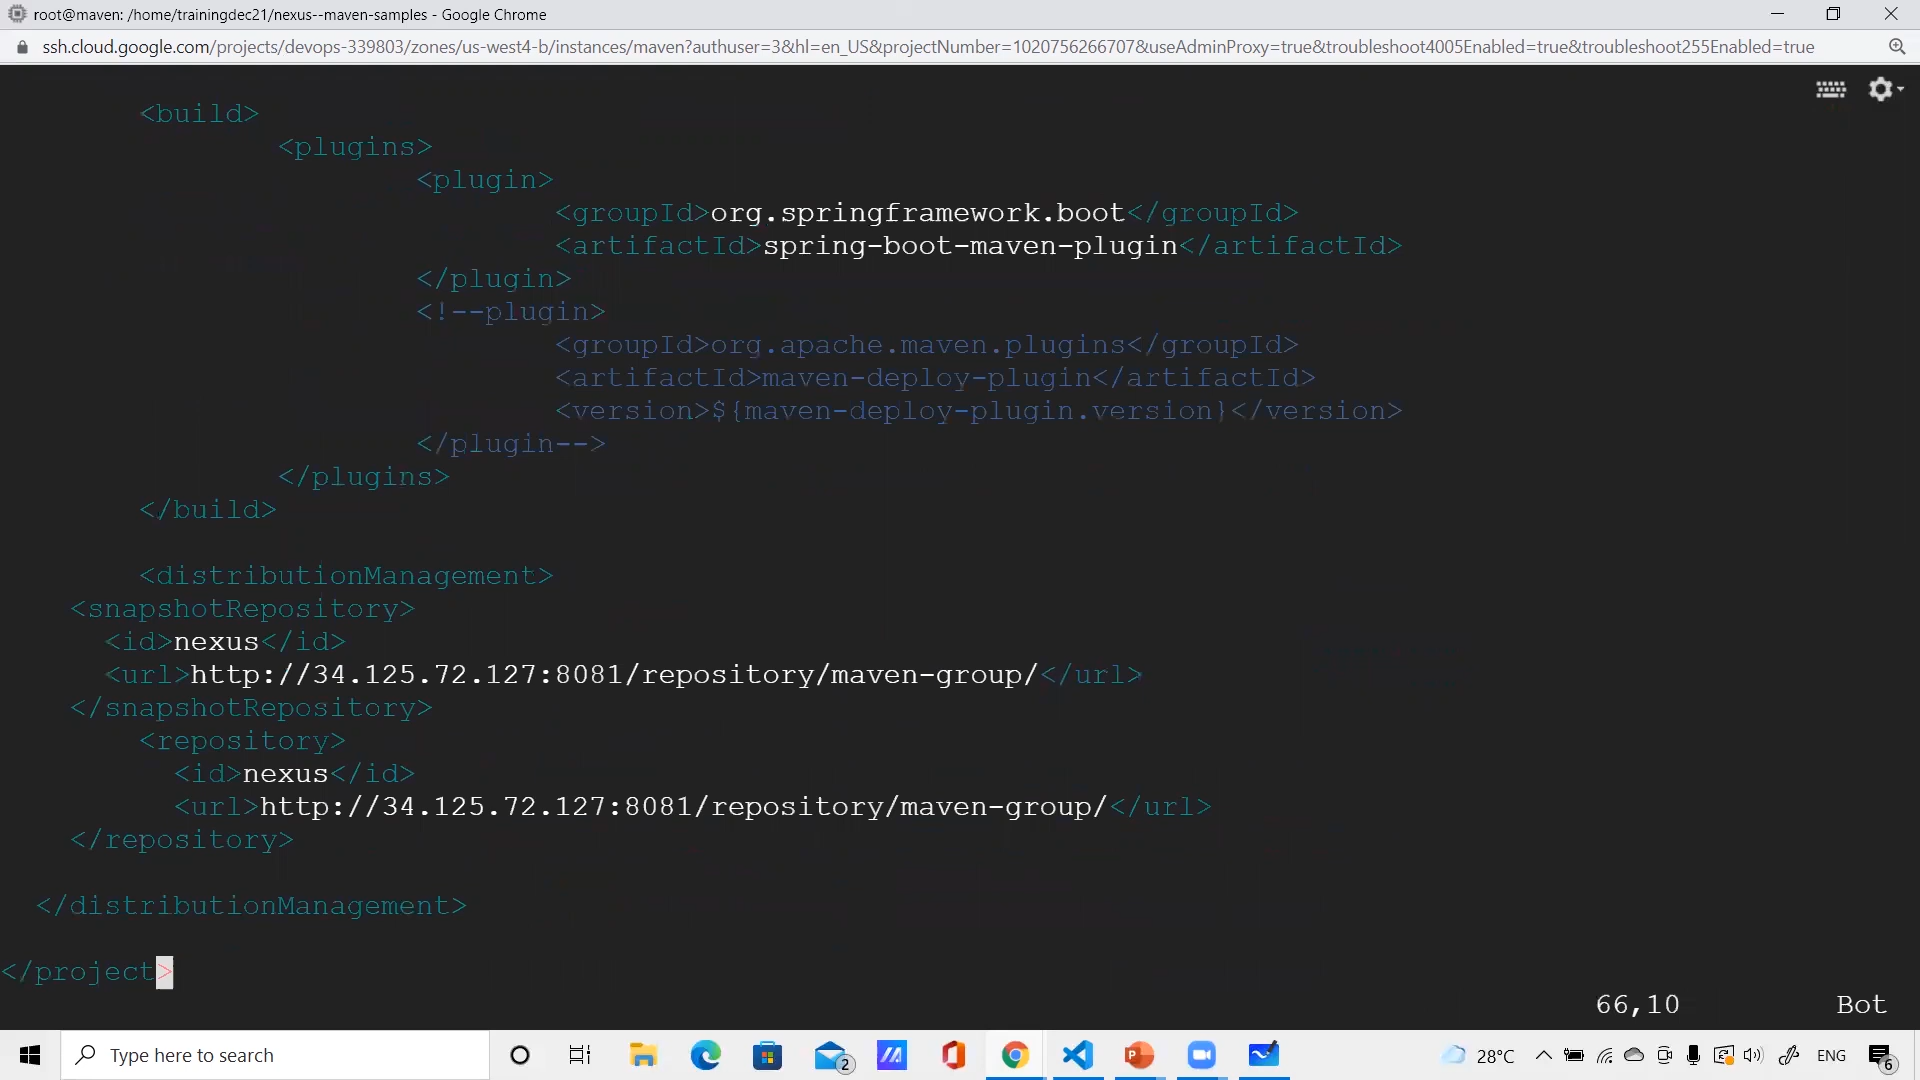 root@maven: /home/trainingdec21/nexus--maven-samples - Google Chrome
ssh.cloud.google.com/projects/devops-339803/zones/us-west4-b/instances/maven?authuser=3&hl=en_US&projectNumber=1020756266707&useAdminProxy=true&troubleshoot4005Enabled=true&troubleshoot255Enabled=true
<build>
<plugins>
<plugin>
<groupId>org.springframework.boot</groupId>
<artifactId>spring-boot-maven-plugin</artifactId>
</plugin>
<!--plugin>
<groupId>org.apache.maven.plugins</groupId>
<artifactId>maven-deploy-plugin</artifactId>
<version>${maven-deploy-plugin.version}</version>
</plugin-->
</plugins>
</build>
<distributionManagement>
<snapshotRepository>
<id>nexus</id>
<url>http://34.125.72.127:8081/repository/maven-group/</url>
</snapshotRepository>
<repository>
<id>nexus</id>
<url>http://34.125.72.127:8081/repository/maven-group/</url>
</repository>
</distributionManagement>
</project>
66,10 Bot
Type here to search 2 28°C ENG 6